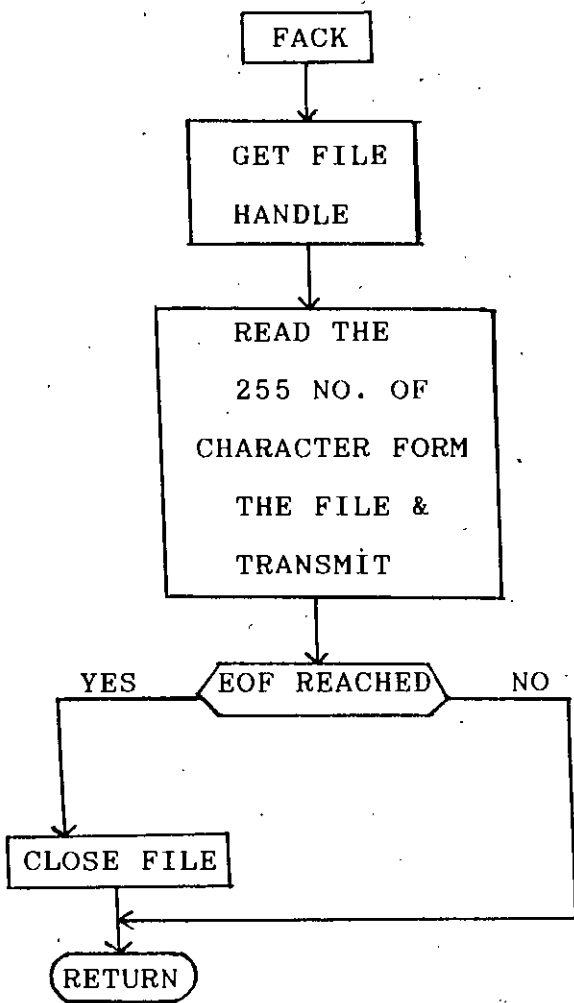 FACK
GET FILE
HANDLE
READ THE
255 NO. OF
CHARACTER FORM
THE FILE &
TRANSMIT
YES
EOF REACHED
NO
CLOSE FILE
RETURN